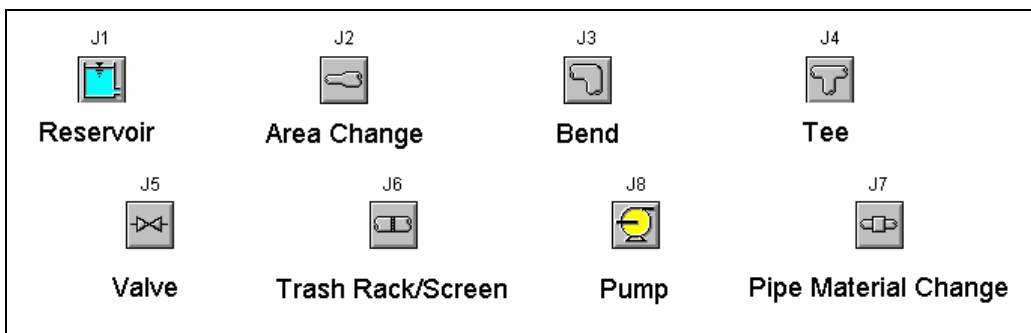 J1 J2 J3 J4
Reservoir Area Change Bend Tee
J5 J6 J8 J7
Valve Trash Rack/Screen Pump Pipe Material Change